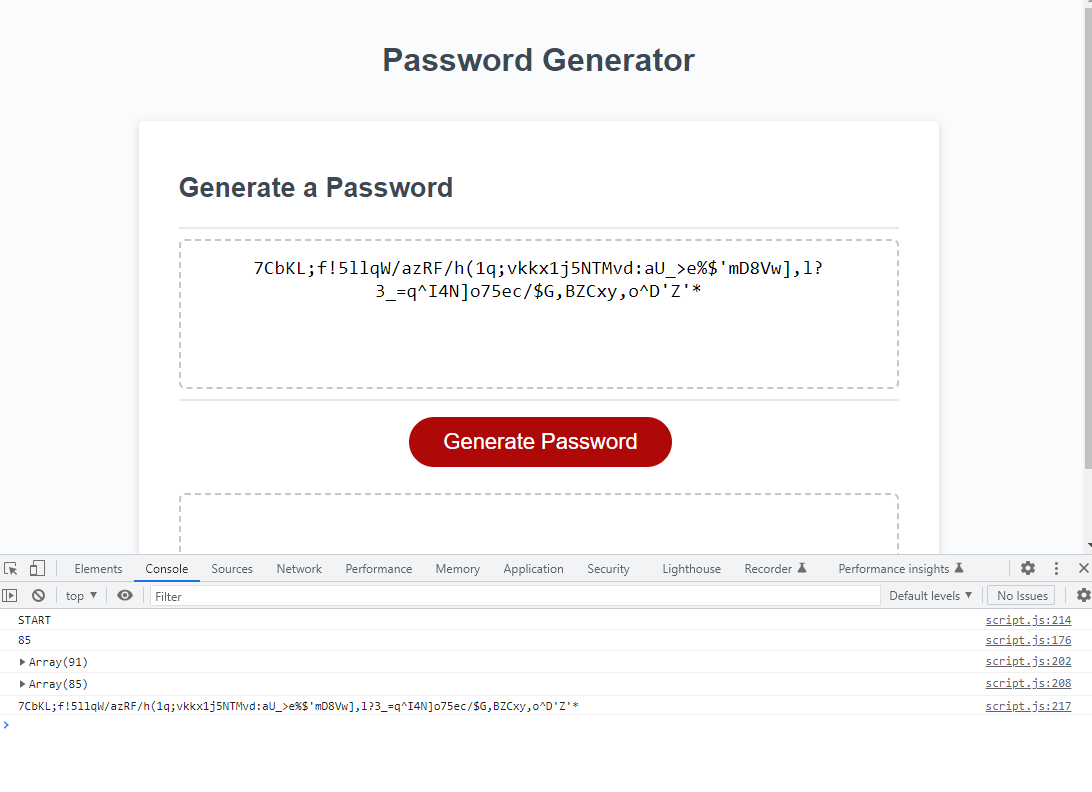 Password Generator
Generate a Password
7CbKL;f!5llqW/azRF/h(1q;vkkx1j5NTMvd:aU_>e%$'mD8Vw],l?
3_=q^I4N]o75ec/$G,BZCxy,o^D'Z'*
Generate Password
Elements Console Sources Network Performance Memory Application Security Lighthouse Recorder Performance insights
top Filter Default levels No Issues
START script.js:214
85 script.js:176
Array(91) script.js:202
Array(85) script.js:208
7CbKL;f!5llqW/azRF/h(1q;vkkx1j5NTMvd:aU_>e%$'mD8Vw],l?3_=q^I4N]o75ec/$G,BZCxy,o^D'Z'* script.js:217